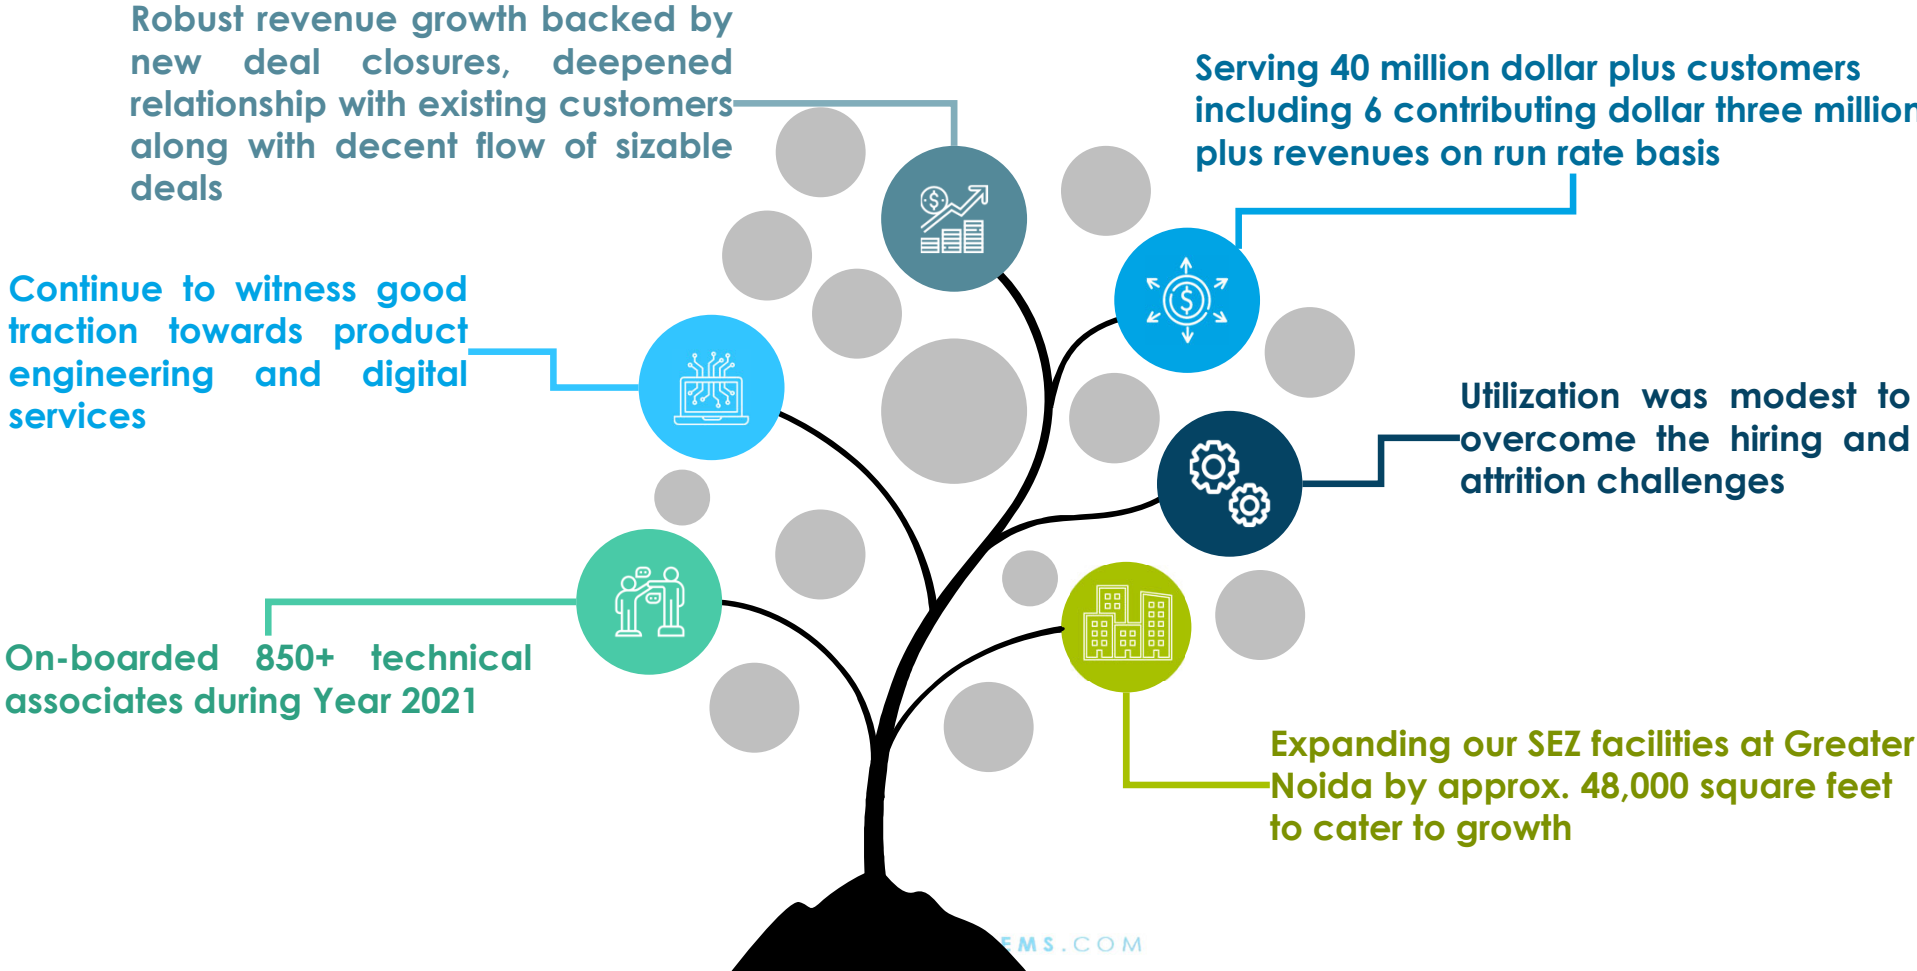 Robust revenue growth backed by
new deal closures, deepened
relationship with existing customers
along with decent flow of sizable
deals
Serving 40 million dollar plus customers
including 6 contributing dollar three million
plus revenues on run rate basis
Continue to witness good
traction towards product
engineering and digital
services
Utilization was modest to
overcome the hiring and
attrition challenges
On-boarded 850+ technical
associates during Year 2021
Expanding our SEZ facilities at Greater
Noida by approx. 48,000 square feet
to cater to growth
EMS.COM